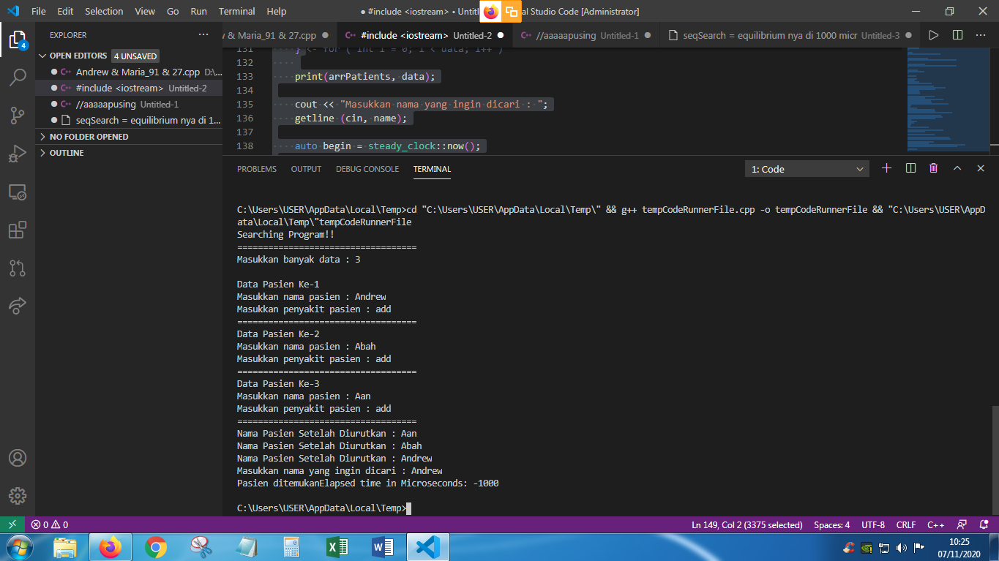 File Edit Selection View Go Run Terminal Help
● #include <iostream> • Untitl
al Studio Code [Administrator]
EXPLORER
OPEN EDITORS 4 UNSAVED
Andrew & Maria_91 & 27.cpp D:\...
#include <iostream> Untitled-2
//aaaaapusing Untitled-1
seqSearch = equilibrium nya di 1...
NO FOLDER OPENED
OUTLINE
4
& Maria_91 & 27.cpp
#include <iostream> Untitled-2
//aaaaapusing Untitled-1
seqSearch = equilibrium nya di 1000 micr Untitled-3
131 } <- for ( int i = 0; i < data; i++ )
132
133 print(arrPatients, data);
134
135 cout << "Masukkan nama yang ingin dicari : ";
136 getline (cin, name);
137
138 auto begin = steady_clock::now();
PROBLEMS OUTPUT DEBUG CONSOLE TERMINAL
1: Code
C:\Users\USER\AppData\Local\Temp>cd "C:\Users\USER\AppData\Local\Temp\" && g++ tempCodeRunnerFile.cpp -o tempCodeRunnerFile && "C:\Users\USER\AppD
ata\Local\Temp\"tempCodeRunnerFile
Searching Program!!
===================================
Masukkan banyak data : 3
Data Pasien Ke-1
Masukkan nama pasien : Andrew
Masukkan penyakit pasien : add
===================================
Data Pasien Ke-2
Masukkan nama pasien : Abah
Masukkan penyakit pasien : add
===================================
Data Pasien Ke-3
Masukkan nama pasien : Aan
Masukkan penyakit pasien : add
===================================
Nama Pasien Setelah Diurutkan : Aan
Nama Pasien Setelah Diurutkan : Abah
Nama Pasien Setelah Diurutkan : Andrew
Masukkan nama yang ingin dicari : Andrew
Pasien ditemukanElapsed time in Microseconds: -1000
C:\Users\USER\AppData\Local\Temp>
0 0
Ln 149, Col 2 (3375 selected) Spaces: 4 UTF-8 CRLF C++
10:25
07/11/2020